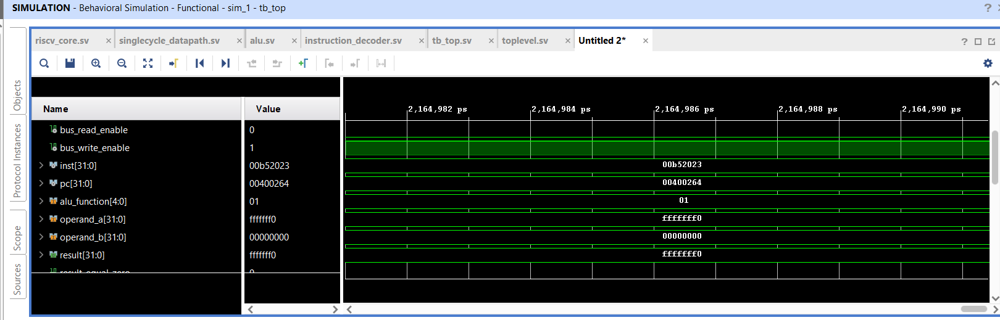 SIMULATION - Behavioral Simulation - Functional - sim_1 - tb_top
?
riscv_core.sv × singlecycle_datapath.sv × alu.sv × instruction_decoder.sv × tb_top.sv × toplevel.sv × Untitled 2* ×
?
Objects
Protocol Instances
Scope
Sources
Name Value
2,164,982 ps 2,164,984 ps 2,164,986 ps 2,164,988 ps 2,164,990 ps
bus_read_enable 0
bus_write_enable 1
inst[31:0] 00b52023 00b52023
pc[31:0] 00400264 00400264
alu_function[4:0] 01 01
operand_a[31:0] fffffff0 fffffff0
operand_b[31:0] 00000000 00000000
result[31:0] fffffff0 fffffff0
result_equal_zero 0